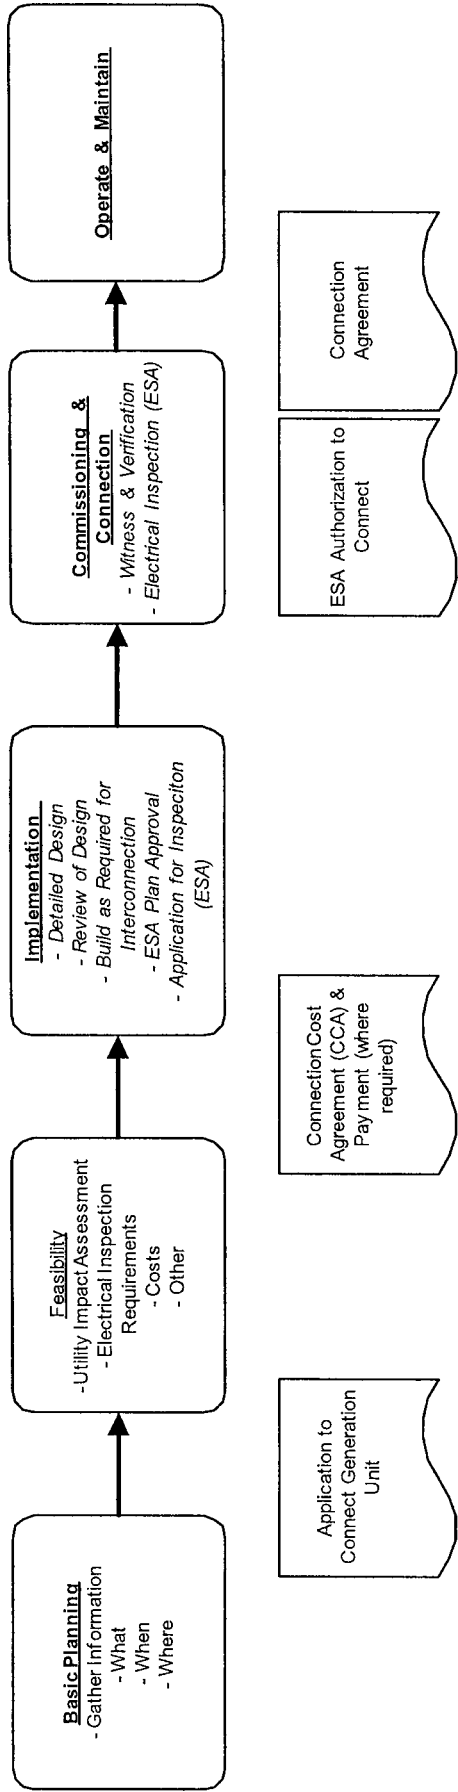 Basic Planning
- Gather Information
- What
- When
- Where
Feasibility
- Utility Impact Assessment
- Electrical Inspection
Requirements
- Costs
- Other
Implementation
- Detailed Design
- Review of Design
- Build as Required for
Interconnection
- ESA Plan Approval
- Application for Inspeciton
(ESA)
Commissioning &
Connection
- Witness & Verification
- Electrical Inspection (ESA)
Operate & Maintain
Application to
Connect Generation
Unit
Connection Cost
Agreement (CCA) &
Payment (where
required)
ESA Authorization to
Connect
Connection
Agreement